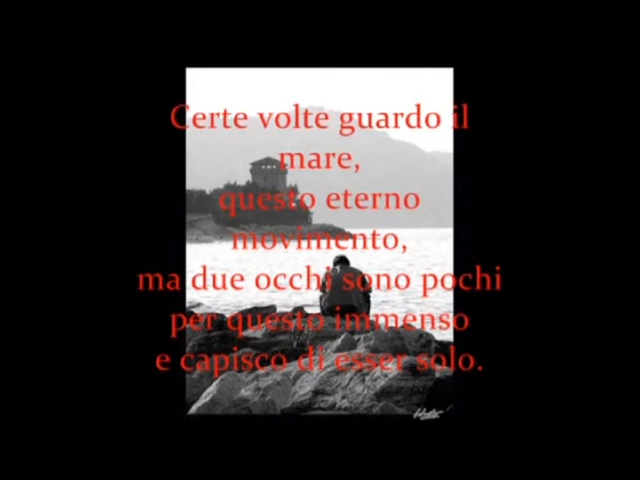 Certe volte guardo il
mare,
questo eterno
movimento,
ma due occhi sono pochi
per questo immenso
e capisco di esser solo.